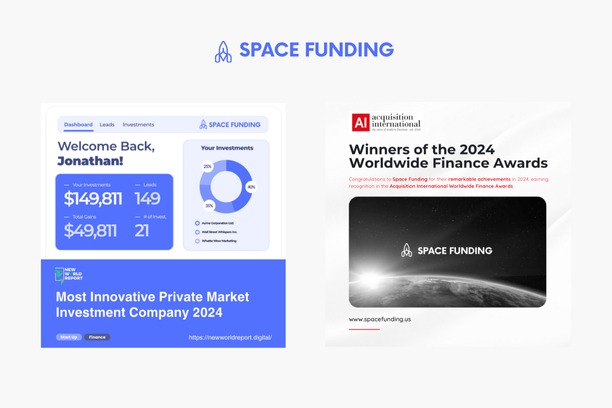 SPACE FUNDING
Dashboard Leads Investments
SPACE FUNDING
Welcome Back,
Jonathan!
Your Investments
$149,811
Leads
149
Total Gains
$49,811
# of Invest.
21
Your Investments
25%
40%
35%
Acme Corporation Ltd.
Wall Street Whispers Inc.
Whistle Wise Marketing
NEW
WORLD
REPORT
Most Innovative Private Market
Investment Company 2024
Start up
Finance
https://newworldreport.digital/
AI acquisition
international
Winners of the 2024
Worldwide Finance Awards
Congratulations to Space Funding for their remarkable achievements in 2024, earning
recognition in the Acquisition International Worldwide Finance Awards.
SPACE FUNDING
www.spacefunding.us